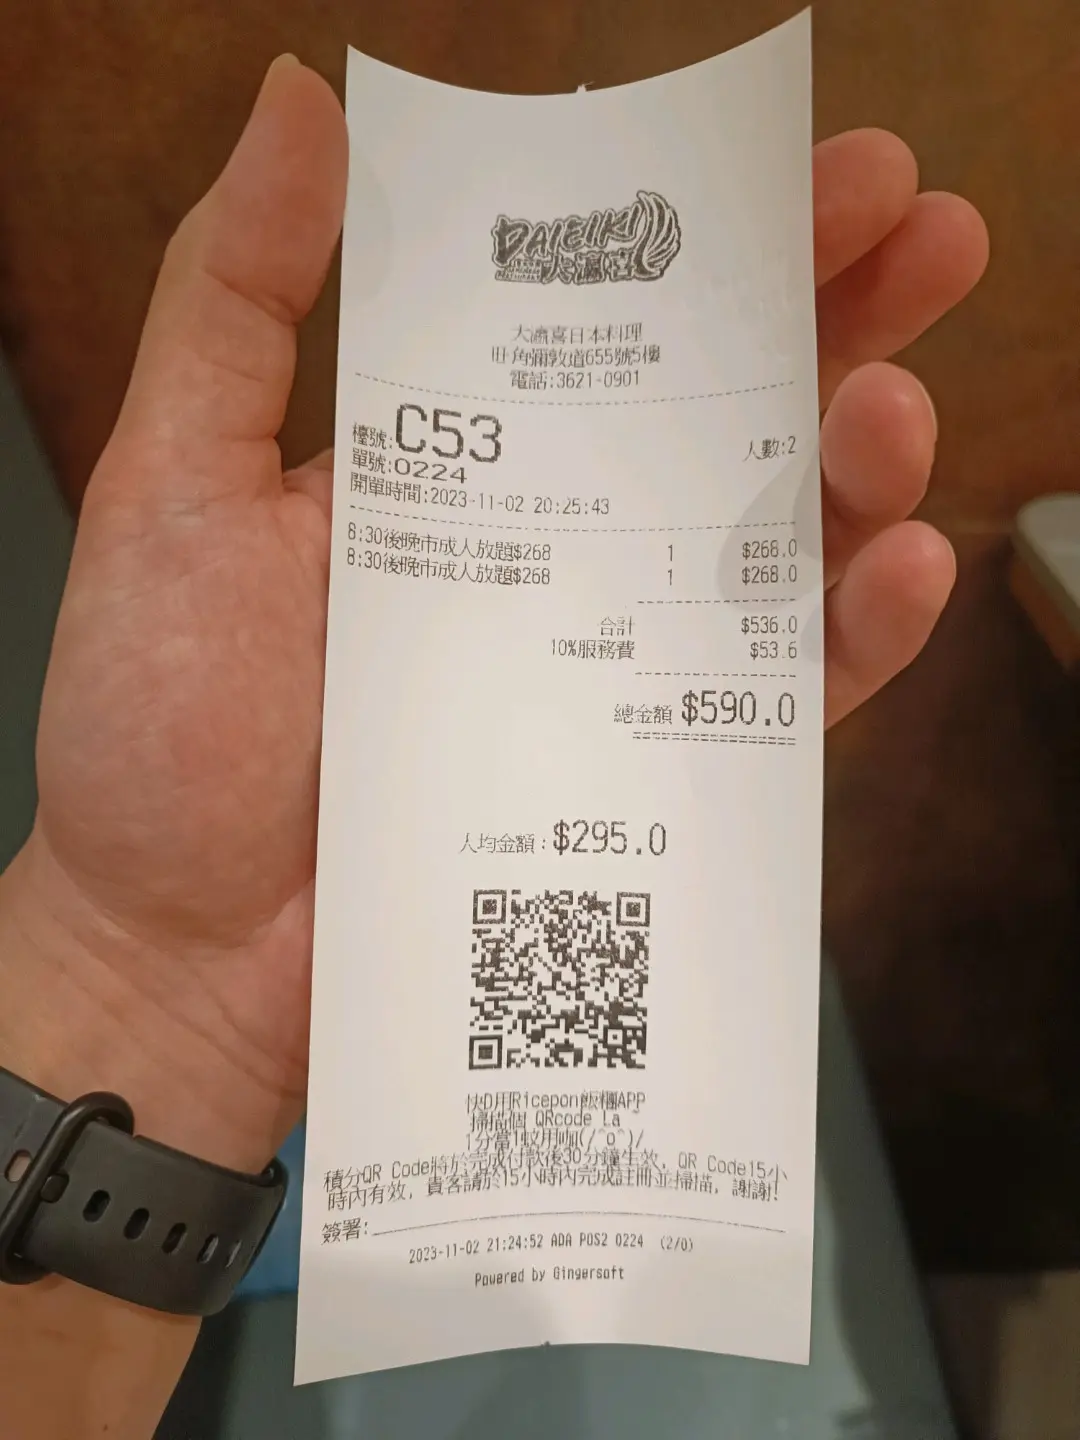 DAIEIKI
大瀛喜
大瀛喜日本料理
旺角彌敦道655號5樓
電話:3621-0901
檯號:C53 人數:2
單號:0224
開單時間:2023-11-02 20:25:43
8:30後晚市成人放題$268 1 $268.0
8:30後晚市成人放題$268 1 $268.0
合計 $536.0
10%服務費 $53.6
總金額 $590.0
人均金額:$295.0
快D用Ricepon飯糰APP
掃描個 QRcode La ~
1分當1蚊用㗎(/^o^)/
積分QR Code將於完成付款後30分鐘生效, QR Code15小
時內有效, 貴客請於15小時內完成註冊並掃描, 謝謝!
簽署:
2023-11-02 21:24:52 ADA POS2 0224 (2/0)
Powered by Gingersoft